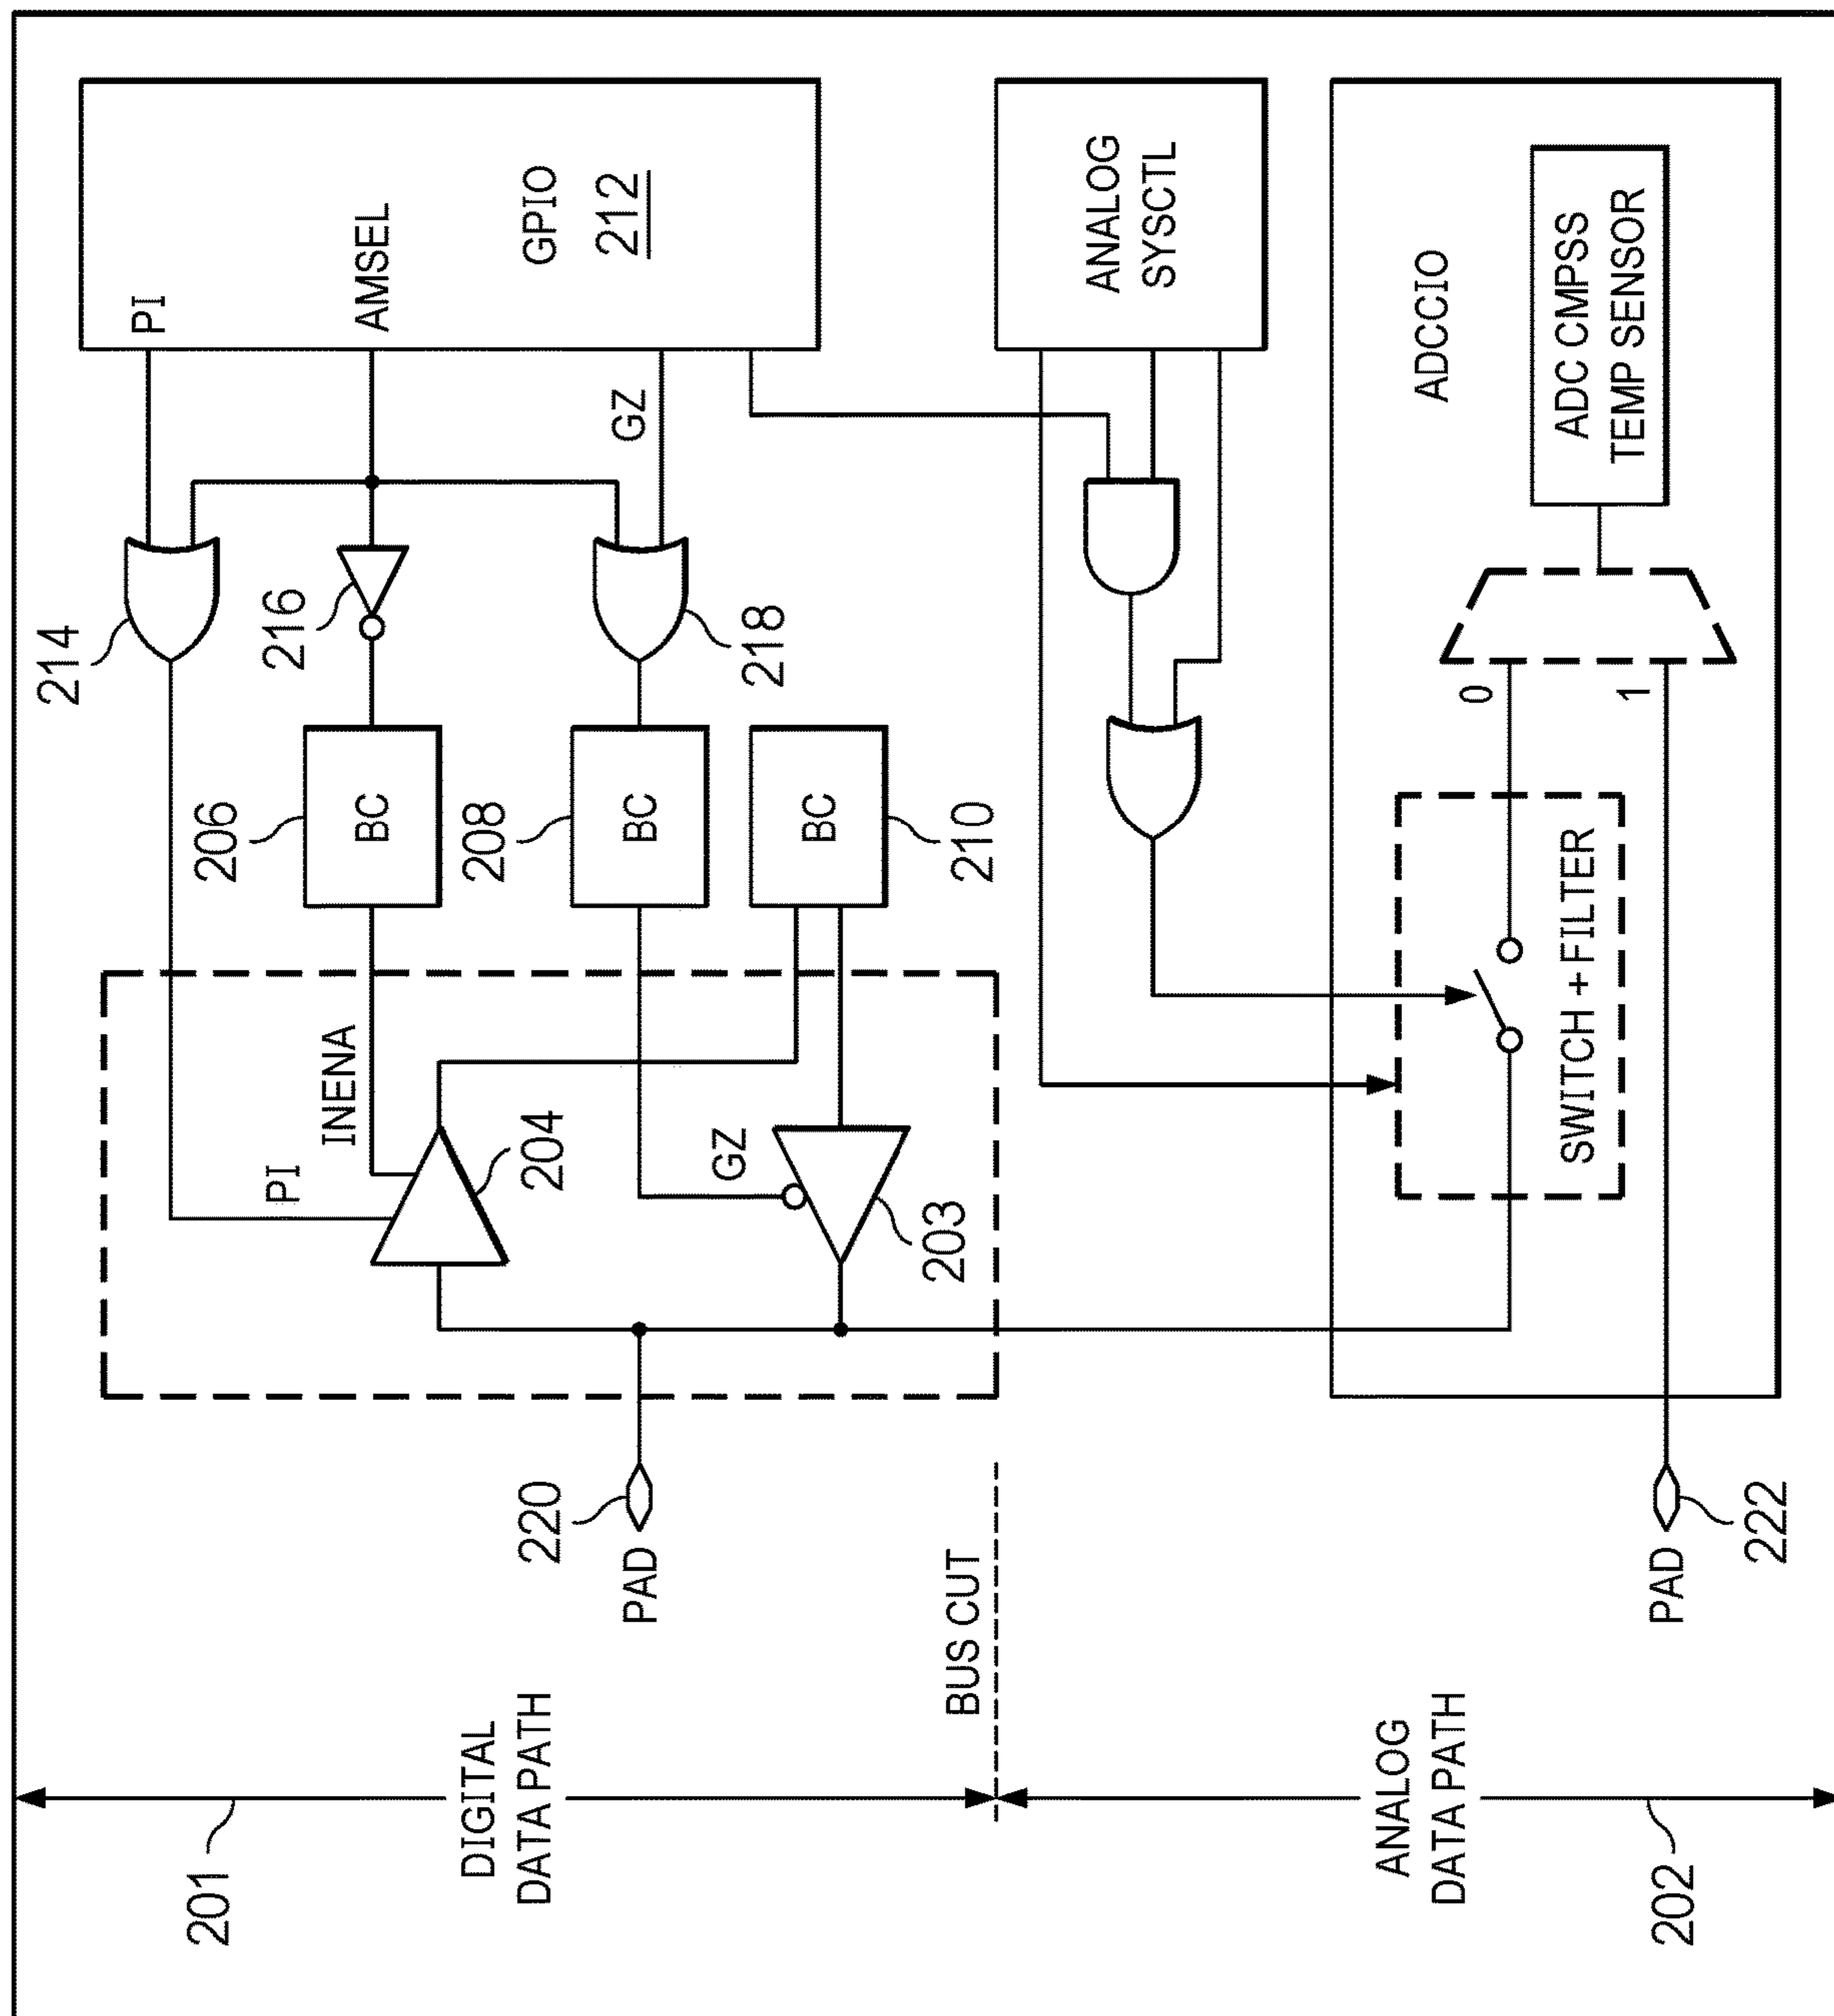 201
DIGITAL
DATA PATH
BUS CUT
ANALOG
DATA PATH
202
PAD
220
PAD
222
PI
INENA
204
GZ
203
206
BC
208
BC
BC
210
214
216
218
PI
AMSEL
GZ
GPIO
212
ANALOG
SYSCTL
ADCCIO
SWITCH + FILTER
0
1
ADC CMPSS
TEMP SENSOR